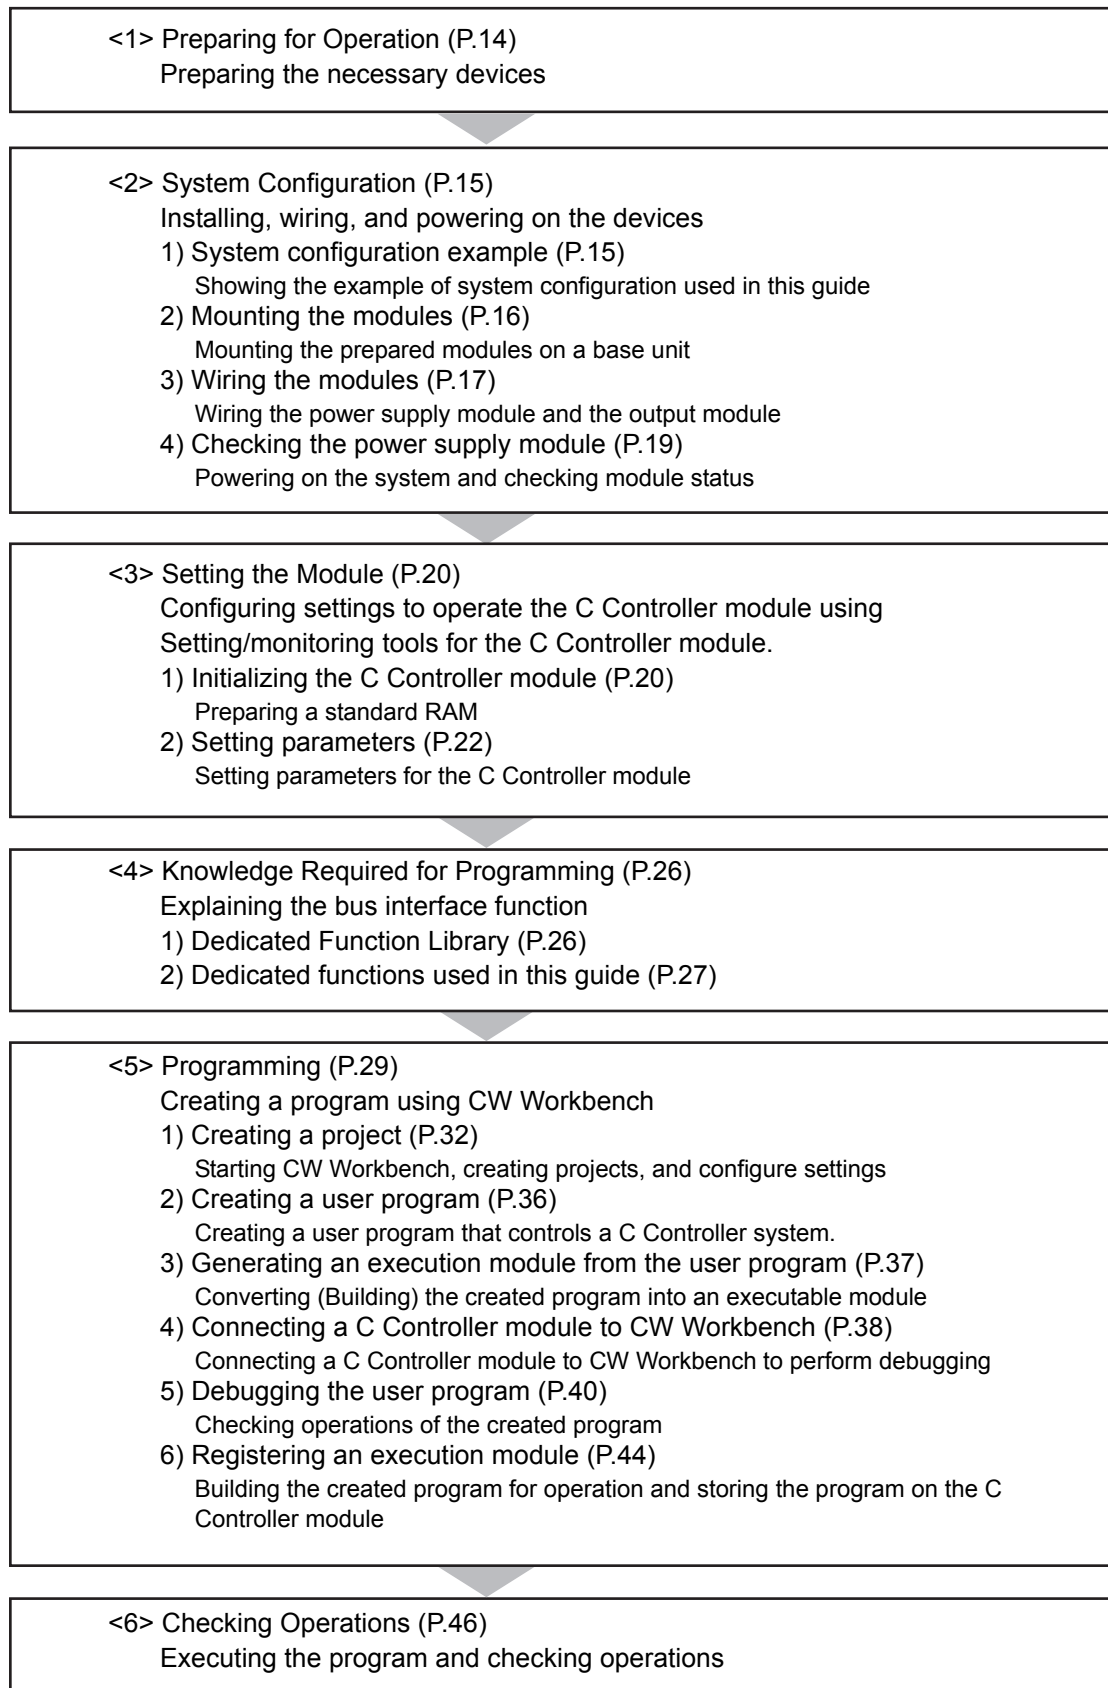 <1> Preparing for Operation (P.14)
Preparing the necessary devices
<2> System Configuration (P.15)
Installing, wiring, and powering on the devices
1) System configuration example (P.15)
Showing the example of system configuration used in this guide
2) Mounting the modules (P.16)
Mounting the prepared modules on a base unit
3) Wiring the modules (P.17)
Wiring the power supply module and the output module
4) Checking the power supply module (P.19)
Powering on the system and checking module status
<3> Setting the Module (P.20)
Configuring settings to operate the C Controller module using
Setting/monitoring tools for the C Controller module.
1) Initializing the C Controller module (P.20)
Preparing a standard RAM
2) Setting parameters (P.22)
Setting parameters for the C Controller module
<4> Knowledge Required for Programming (P.26)
Explaining the bus interface function
1) Dedicated Function Library (P.26)
2) Dedicated functions used in this guide (P.27)
<5> Programming (P.29)
Creating a program using CW Workbench
1) Creating a project (P.32)
Starting CW Workbench, creating projects, and configure settings
2) Creating a user program (P.36)
Creating a user program that controls a C Controller system.
3) Generating an execution module from the user program (P.37)
Converting (Building) the created program into an executable module
4) Connecting a C Controller module to CW Workbench (P.38)
Connecting a C Controller module to CW Workbench to perform debugging
5) Debugging the user program (P.40)
Checking operations of the created program
6) Registering an execution module (P.44)
Building the created program for operation and storing the program on the C
Controller module
<6> Checking Operations (P.46)
Executing the program and checking operations